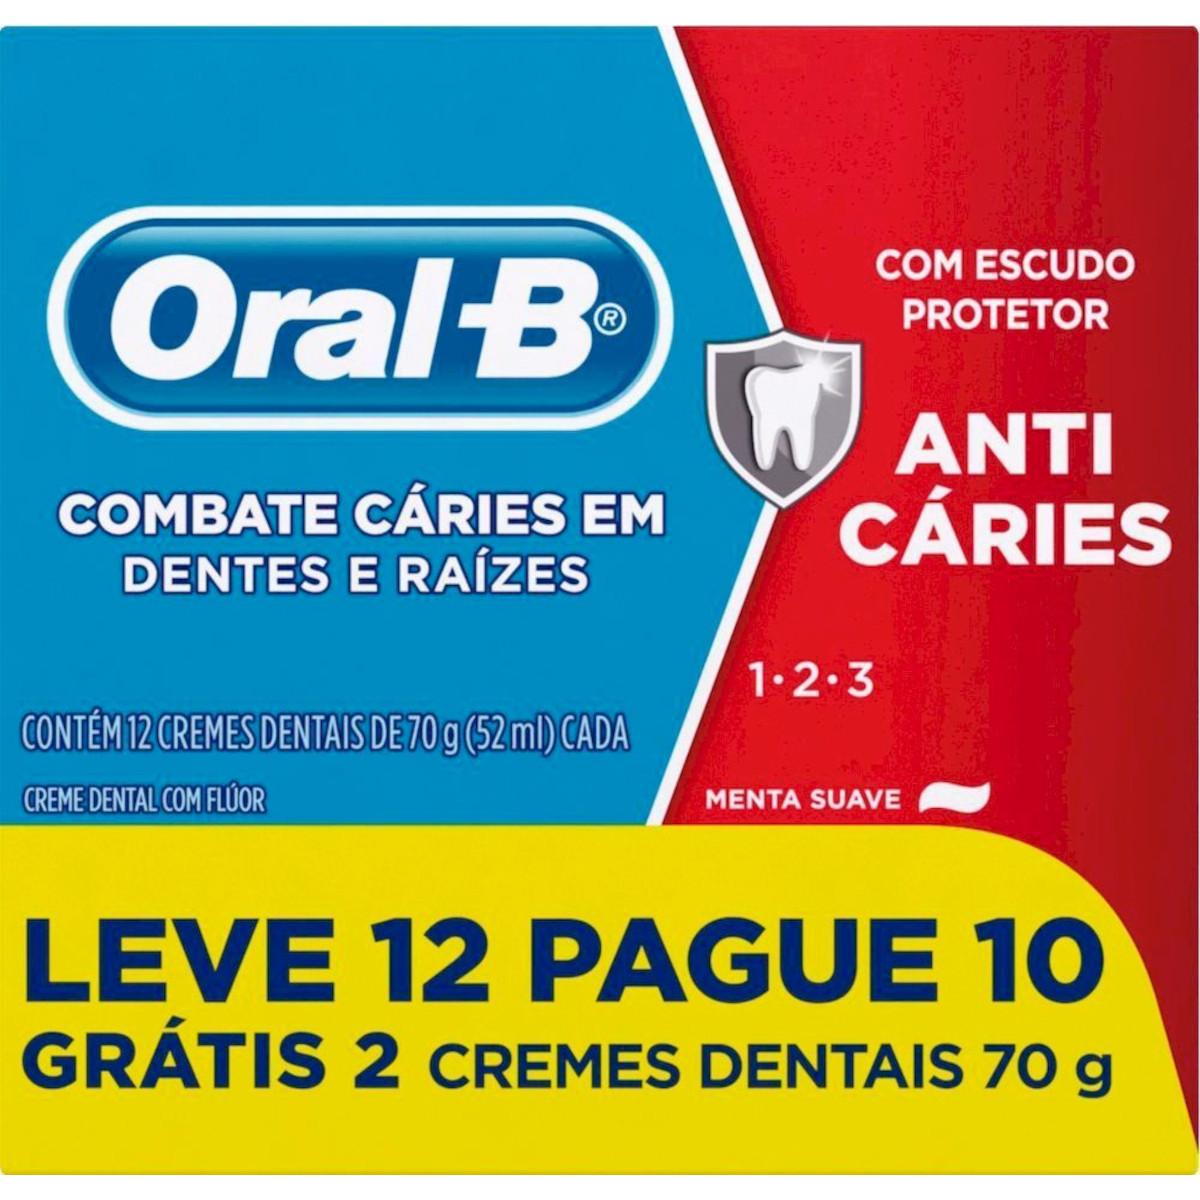 Oral-B®
COMBATE CÁRIES EM
DENTES E RAÍZES
CONTÉM 12 CREMES DENTAIS DE 70 g (52 ml) CADA
CREME DENTAL COM FLÚOR
COM ESCUDO
PROTETOR
ANTI
CÁRIES
1·2·3
MENTA SUAVE
LEVE 12 PAGUE 10
GRÁTIS 2 CREMES DENTAIS 70 g